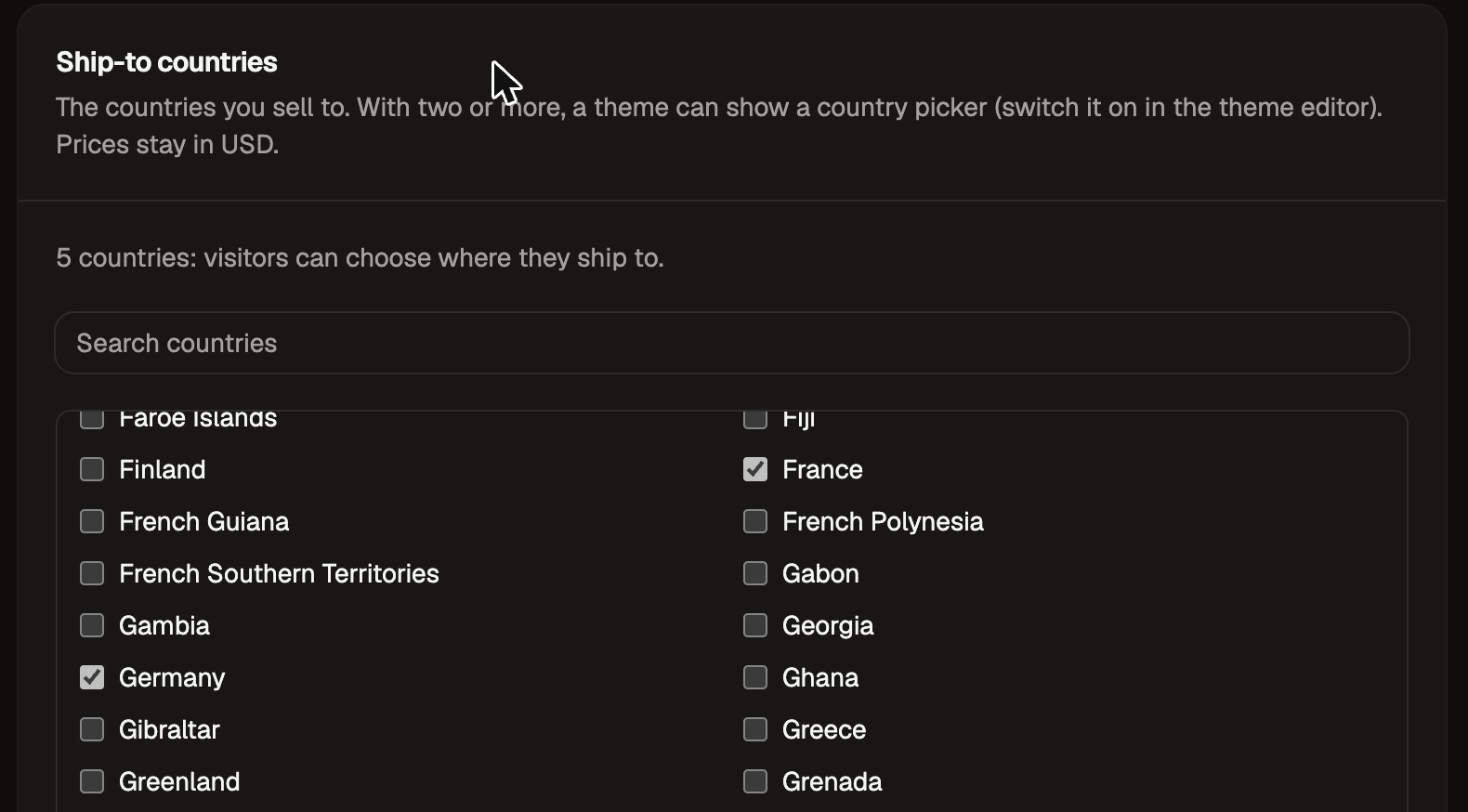 Ship-to countries
The countries you sell to. With two or more, a theme can show a country picker (switch it on in the theme editor).
Prices stay in USD.
5 countries: visitors can choose where they ship to.
Search countries
Faroe Islands
Fiji
Finland
France
French Guiana
French Polynesia
French Southern Territories
Gabon
Gambia
Georgia
Germany
Ghana
Gibraltar
Greece
Greenland
Grenada